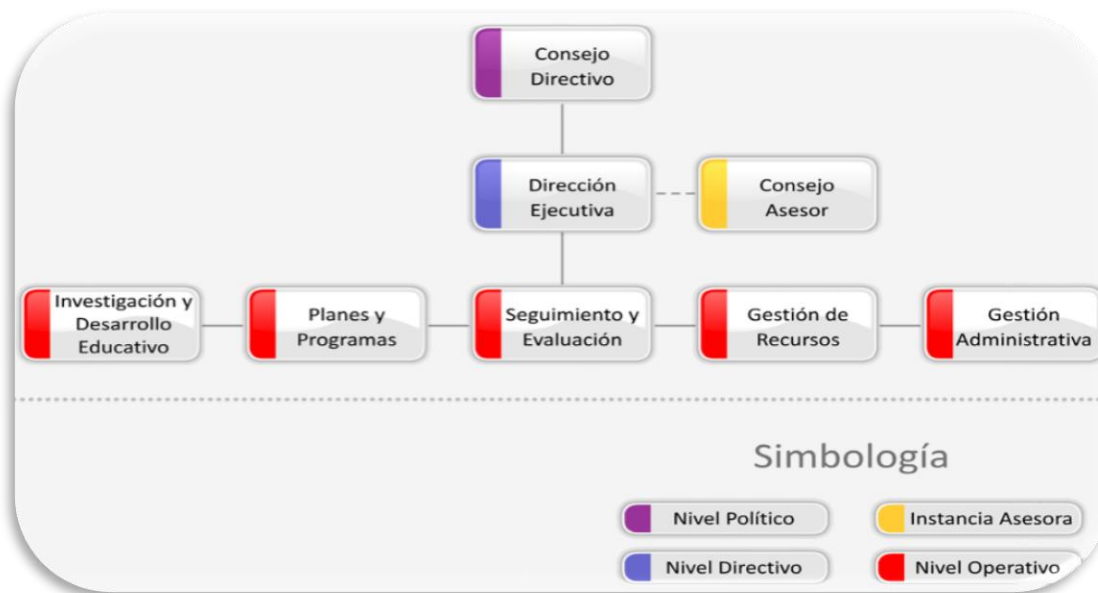 Consejo
Directivo
Dirección
Ejecutiva
Consejo
Asesor
Investigación y
Desarrollo
Educativo
Planes y
Programas
Seguimiento y
Evaluación
Gestión de
Recursos
Gestión
Administrativa
Simbología
Nivel Político
Instancia Asesora
Nivel Directivo
Nivel Operativo